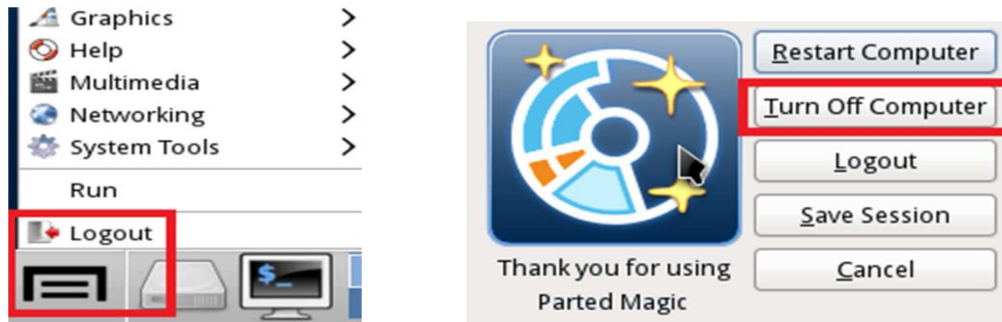 Graphics
Help
Multimedia
Networking
System Tools
Run
Logout
$_
Restart Computer
Turn Off Computer
Logout
Save Session
Cancel
Thank you for using
Parted Magic